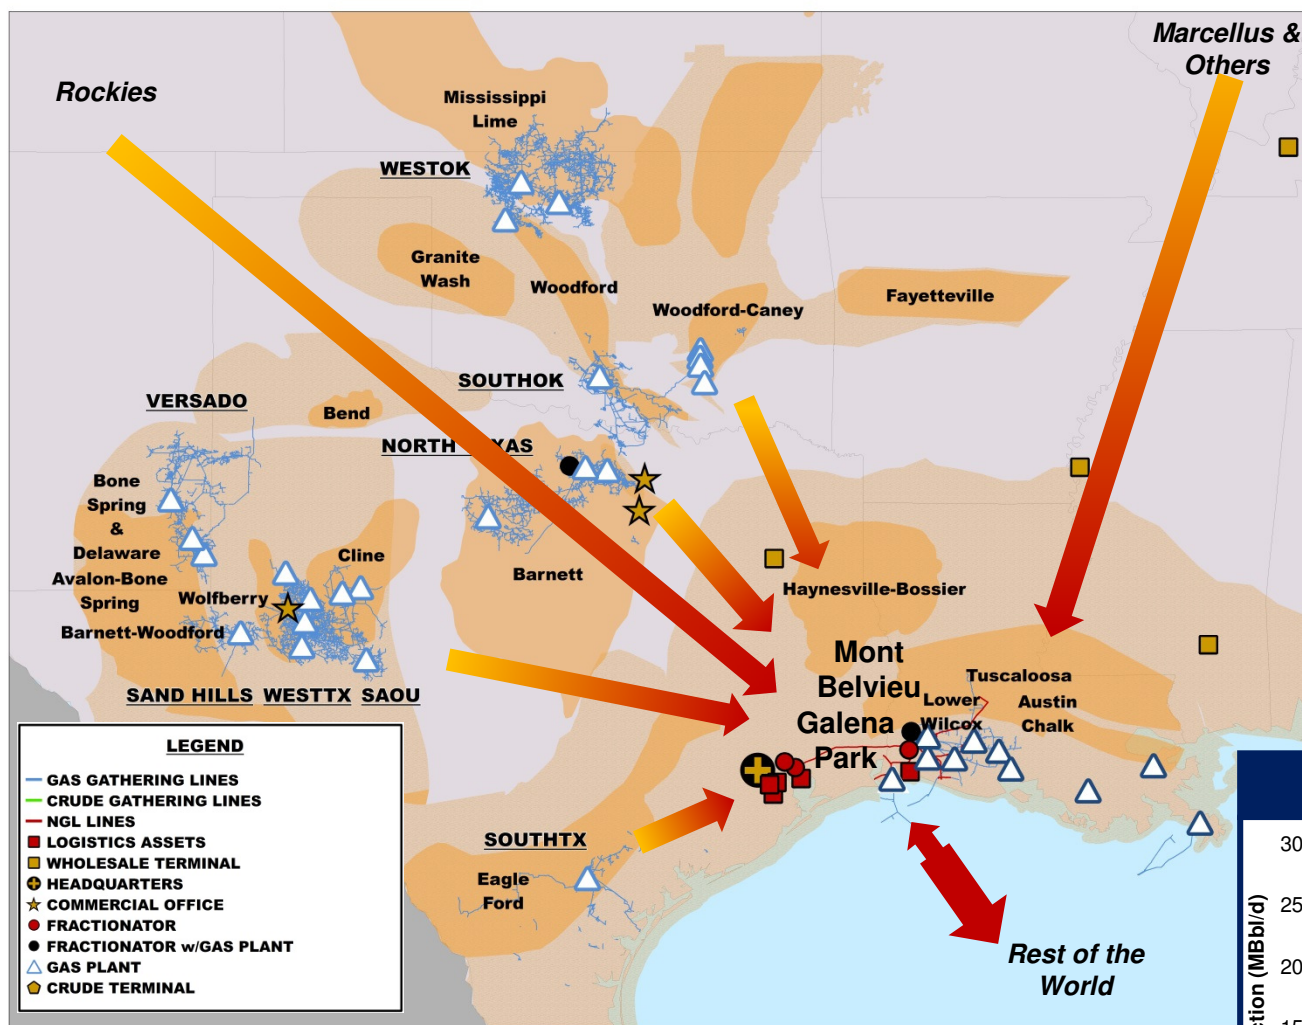 Marcellus &
Others
Rockies
Mississippi
Lime
WESTOK
Granite
Wash
Woodford
Woodford-Caney
Fayetteville
SOUTHOK
VERSADO
Bend
NORTH XAS
Bone
Spring
&
Delaware
Avalon-Bone
Spring
Cline
Wolfberry
Barnett-Woodford
Barnett
Haynesville-Bossier
SAND HILLS WESTTX SAOU
Mont
Belvieu
Galena
Park
Tuscaloosa
Lower
Wilcox
Austin
Chalk
SOUTHTX
Eagle
Ford
Rest of the
World
LEGEND
GAS GATHERING LINES
CRUDE GATHERING LINES
NGL LINES
LOGISTICS ASSETS
WHOLESALE TERMINAL
HEADQUARTERS
COMMERCIAL OFFICE
FRACTIONATOR
FRACTIONATOR w/GAS PLANT
GAS PLANT
CRUDE TERMINAL
30
25
20
ction (MBbl/d)